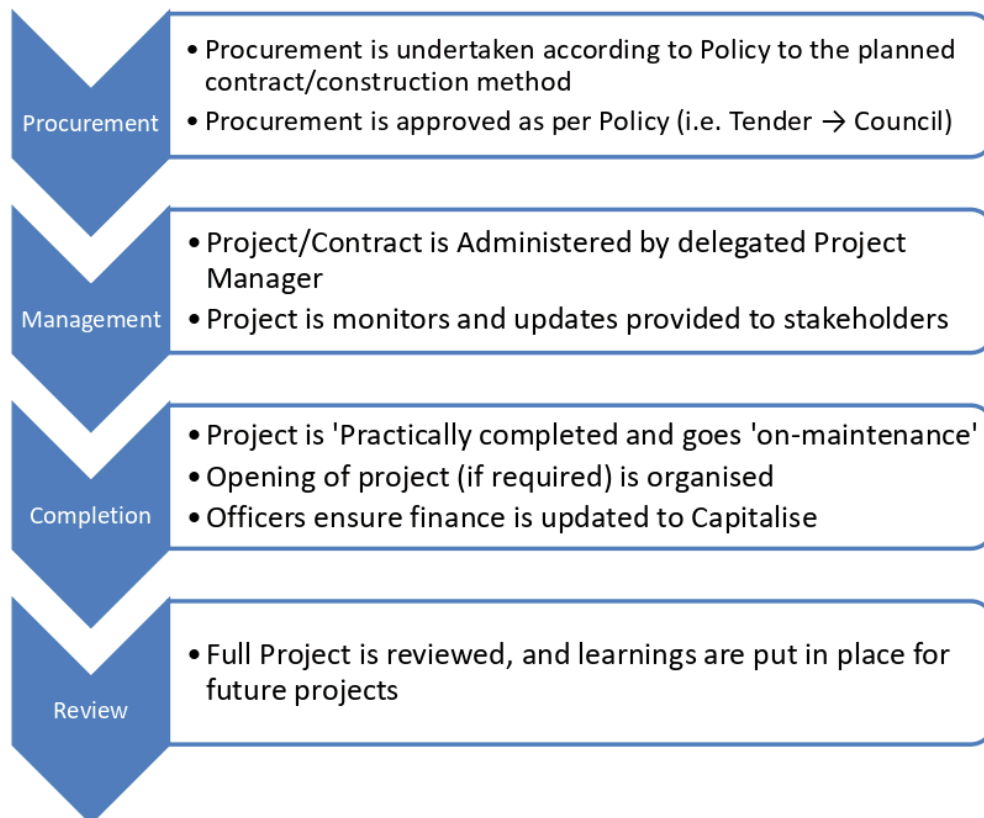 Procurement
• Procurement is undertaken according to Policy to the planned
contract/construction method
• Procurement is approved as per Policy (i.e. Tender → Council)
Management
• Project/Contract is Administered by delegated Project
Manager
• Project is monitors and updates provided to stakeholders
Completion
• Project is 'Practically completed and goes 'on-maintenance'
• Opening of project (if required) is organised
• Officers ensure finance is updated to Capitalise
Review
• Full Project is reviewed, and learnings are put in place for
future projects